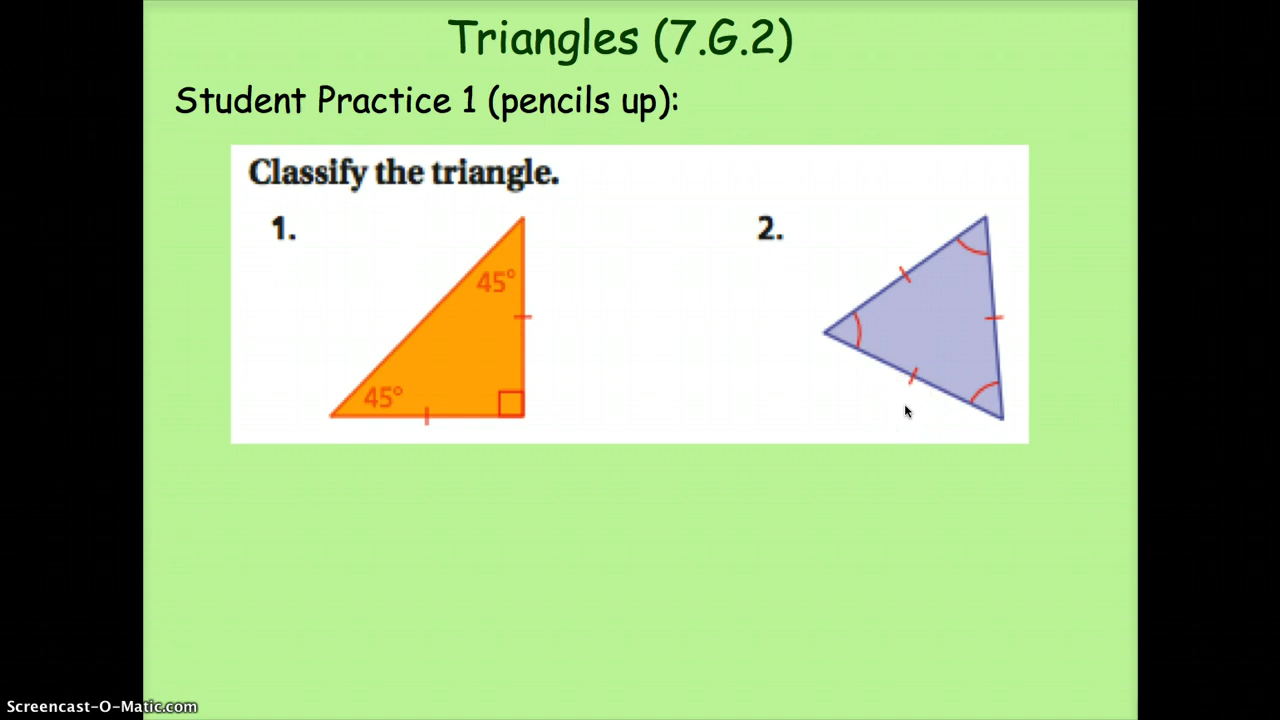 Triangles (7.G.2)
Student Practice 1 (pencils up):
Classify the triangle.
1.
2.
45°
45°
Screencast-O-Matic.com